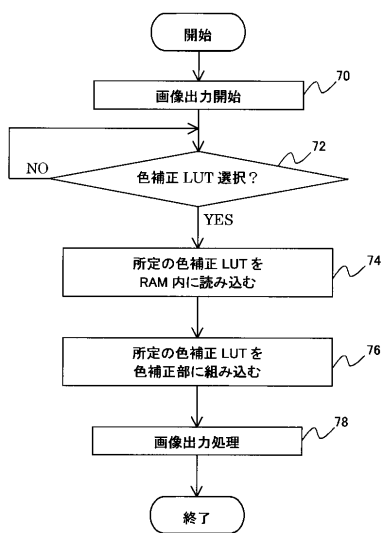 開始
画像出力開始
70
色補正 LUT 選択？
72
NO
YES
所定の色補正 LUT を
RAM 内に読み込む
74
所定の色補正 LUT を
色補正部に組み込む
76
画像出力処理
78
終了